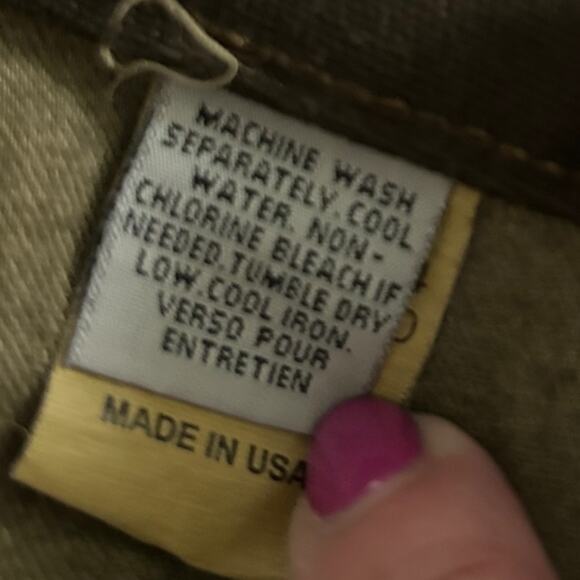 MACHINE WASH
SEPARATELY. COOL
WATER. NON-
CHLORINE BLEACH IF
NEEDED. TUMBLE DRY
LOW. COOL IRON.
VERSO POUR
ENTRETIEN
MADE IN USA